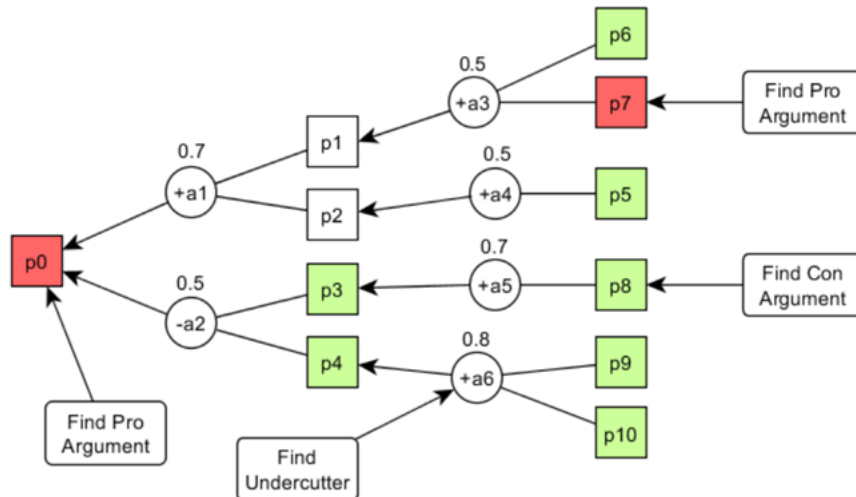 p6
0.5
+a3
p7
Find Pro
Argument
0.7
p1
+a1
0.5
p2
+a4
p5
p0
0.7
0.5
p3
+a5
p8
Find Con
Argument
-a2
0.8
p4
+a6
p9
Find Pro
Argument
p10
Find
Undercutter